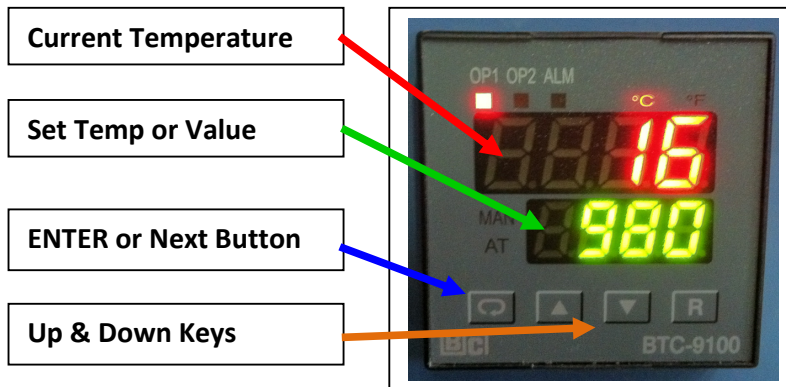 Current Temperature
Set Temp or Value
ENTER or Next Button
Up & Down Keys
OP1 OP2 ALM
°C °F
16
MAN
980
AT
R
BC BTC-9100